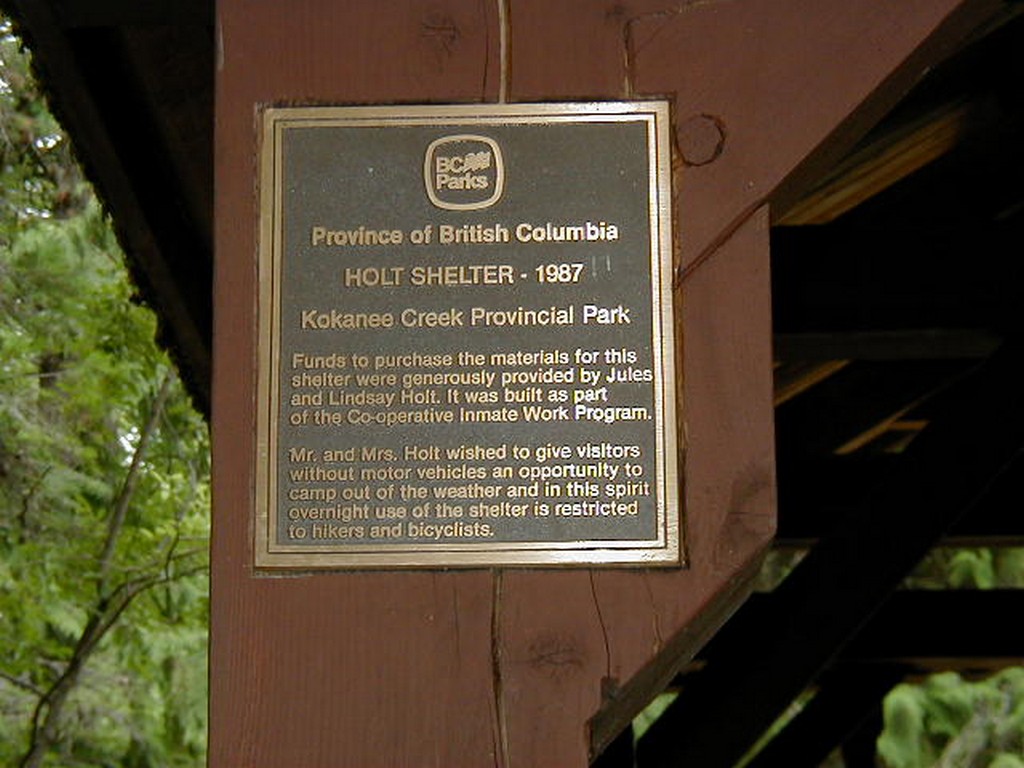 BC
Parks
Province of British Columbia
HOLT SHELTER - 1987
Kokanee Creek Provincial Park
Funds to purchase the materials for this
shelter were generously provided by Jules
and Lindsay Holt. It was built as part
of the Co-operative Inmate Work Program.
Mr. and Mrs. Holt wished to give visitors
without motor vehicles an opportunity to
camp out of the weather and in this spirit
overnight use of the shelter is restricted
to hikers and bicyclists.